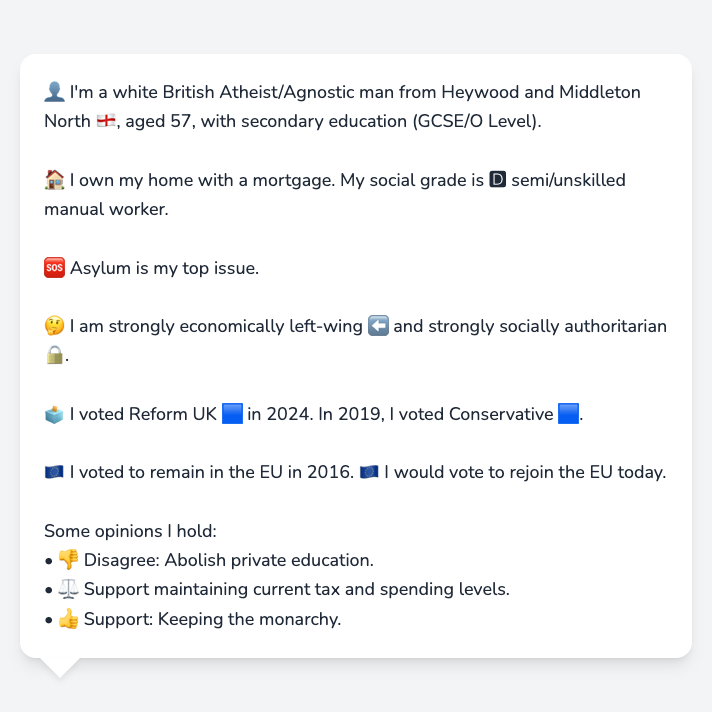 👤 I'm a white British Atheist/Agnostic man from Heywood and Middleton
North 🏴󠁧󠁢󠁥󠁮󠁧󠁿, aged 57, with secondary education (GCSE/O Level).
🏠 I own my home with a mortgage. My social grade is 🅳 semi/unskilled
manual worker.
🆘 Asylum is my top issue.
🤔 I am strongly economically left-wing ⬅️ and strongly socially authoritarian
🔒.
🗳️ I voted Reform UK 🟦 in 2024. In 2019, I voted Conservative 🟦.
🇪🇺 I voted to remain in the EU in 2016. 🇪🇺 I would vote to rejoin the EU today.
Some opinions I hold:
• 👎 Disagree: Abolish private education.
• ⚖️ Support maintaining current tax and spending levels.
• 👍 Support: Keeping the monarchy.